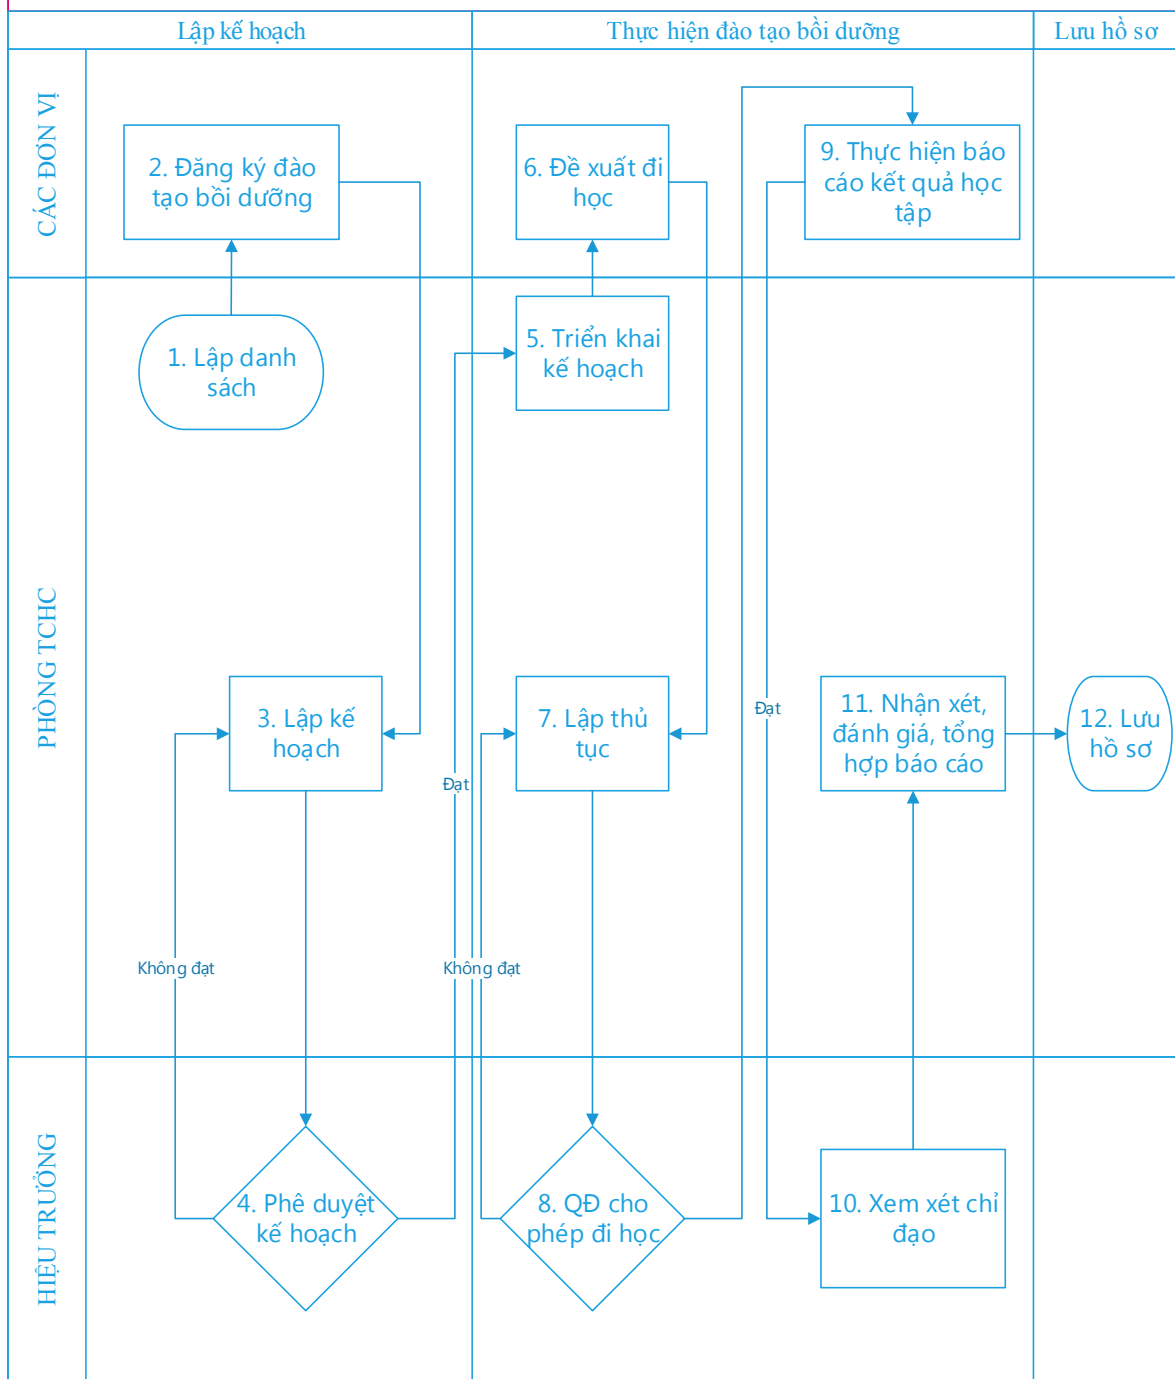 Lập kế hoạch
Thực hiện đào tạo bồi dưỡng
Lưu hồ sơ
CÁC ĐƠN VỊ
2. Đăng ký đào
tạo bồi dưỡng
6. Đề xuất đi
học
9. Thực hiện báo
cáo kết quả học
tập
PHÒNG TCHC
1. Lập danh
sách
5. Triển khai
kế hoạch
3. Lập kế
hoạch
7. Lập thủ
tục
Đạt
11. Nhận xét,
đánh giá, tổng
hợp báo cáo
12. Lưu
hồ sơ
Đạt
Không đạt
Không đạt
HIỆU TRƯỞNG
4. Phê duyệt
kế hoạch
8. QĐ cho
phép đi học
10. Xem xét chỉ
đạo